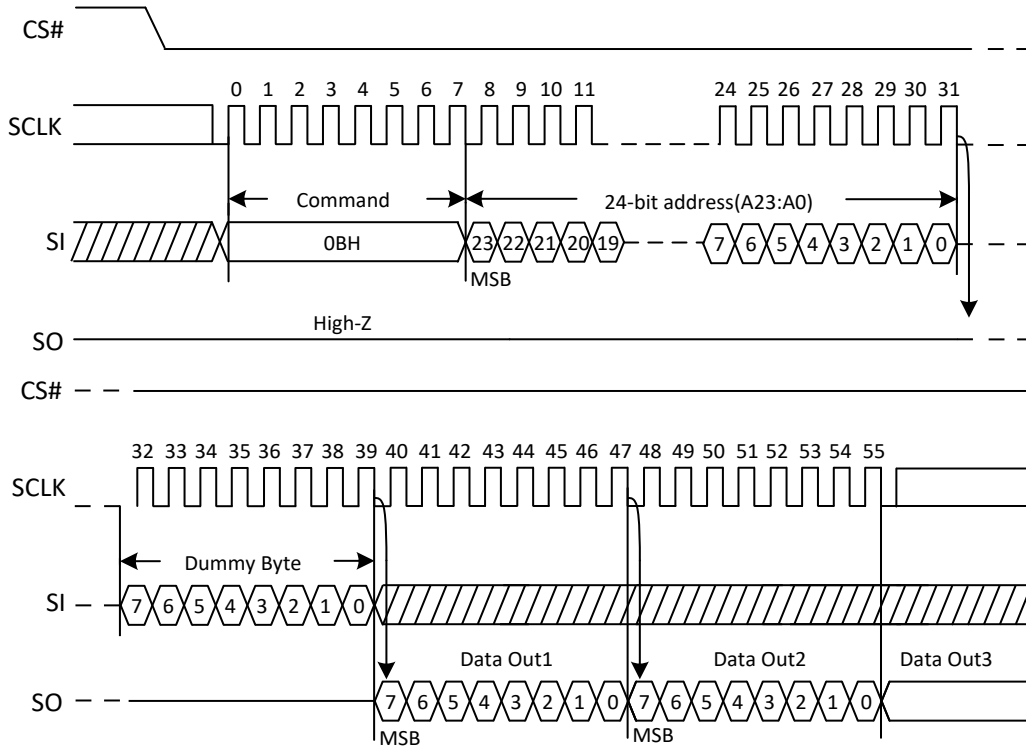 CS#
0 1 2 3 4 5 6 7 8 9 10 11 24 25 26 27 28 29 30 31
SCLK
Command 24-bit address(A23:A0)
SI 0BH 23 22 21 20 19 7 6 5 4 3 2 1 0
MSB
High-Z
SO
CS#
32 33 34 35 36 37 38 39 40 41 42 43 44 45 46 47 48 49 50 51 52 53 54 55
SCLK
Dummy Byte
SI 7 6 5 4 3 2 1 0
Data Out1 Data Out2 Data Out3
SO 7 6 5 4 3 2 1 0 7 6 5 4 3 2 1 0
MSB MSB